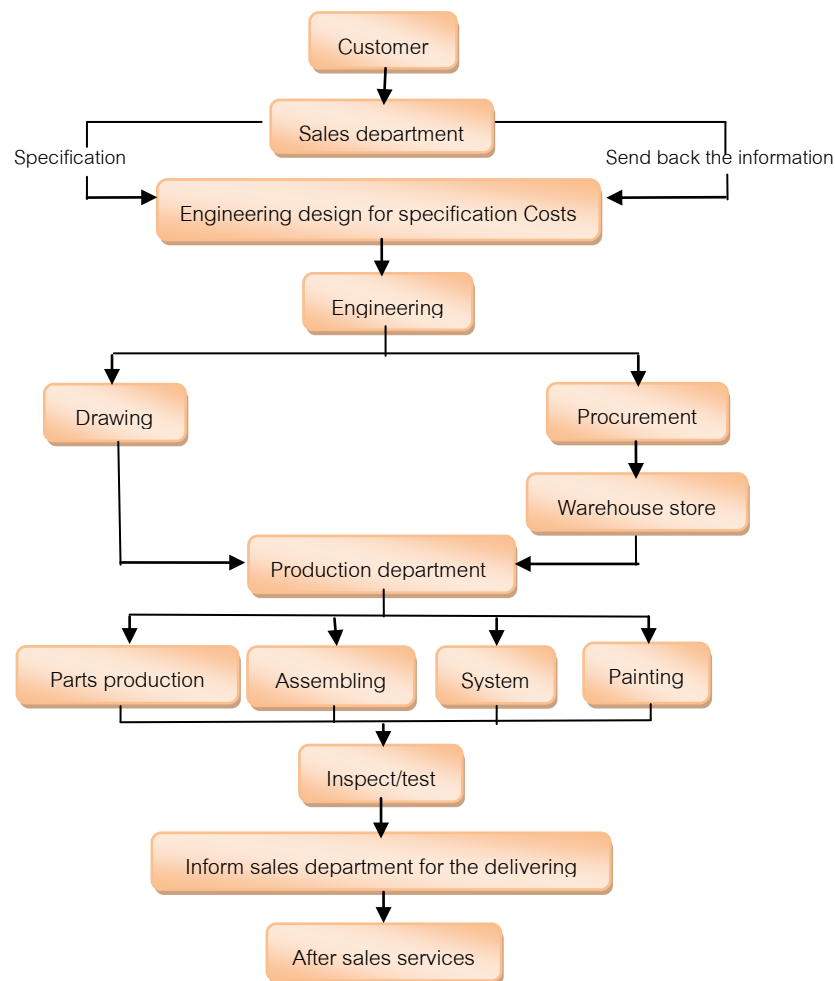 Customer
Sales department
Specification
Send back the information
Engineering design for specification Costs
Engineering
Drawing
Procurement
Warehouse store
Production department
Parts production
Assembling
System
Painting
Inspect/test
Inform sales department for the delivering
After sales services